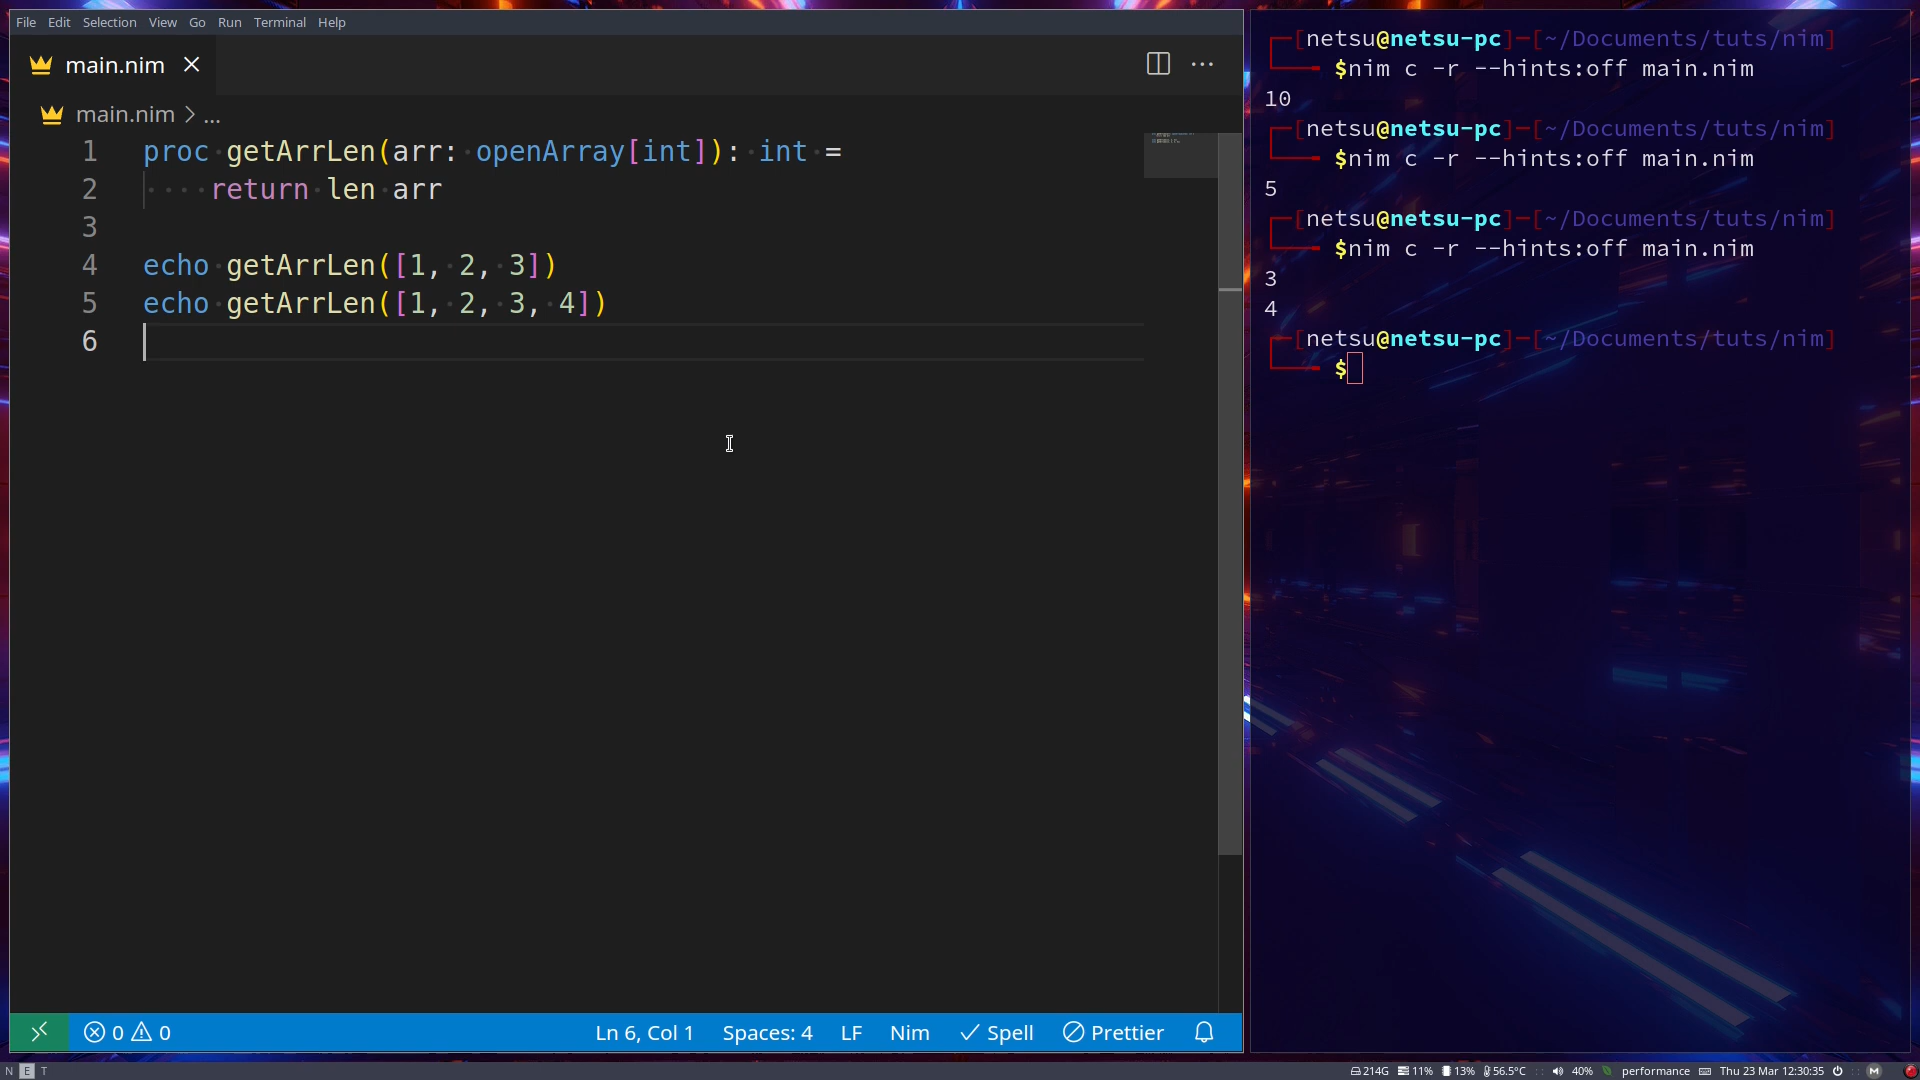 File Edit Selection View Go Run Terminal Help
main.nim
main.nim > ...
1 proc getArrLen(arr: openArray[int]): int =
2     return len arr
3
4 echo getArrLen([1, 2, 3])
5 echo getArrLen([1, 2, 3, 4])
6
0 0 Ln 6, Col 1 Spaces: 4 LF Nim Spell Prettier
[netsu@netsu-pc]─[~/Documents/tuts/nim]
$nim c -r --hints:off main.nim
10
[netsu@netsu-pc]─[~/Documents/tuts/nim]
$nim c -r --hints:off main.nim
5
[netsu@netsu-pc]─[~/Documents/tuts/nim]
$nim c -r --hints:off main.nim
3
4
[netsu@netsu-pc]─[~/Documents/tuts/nim]
$
N E T 214G 11% 13% 56.5°C 40% performance Thu 23 Mar 12:30:35 M